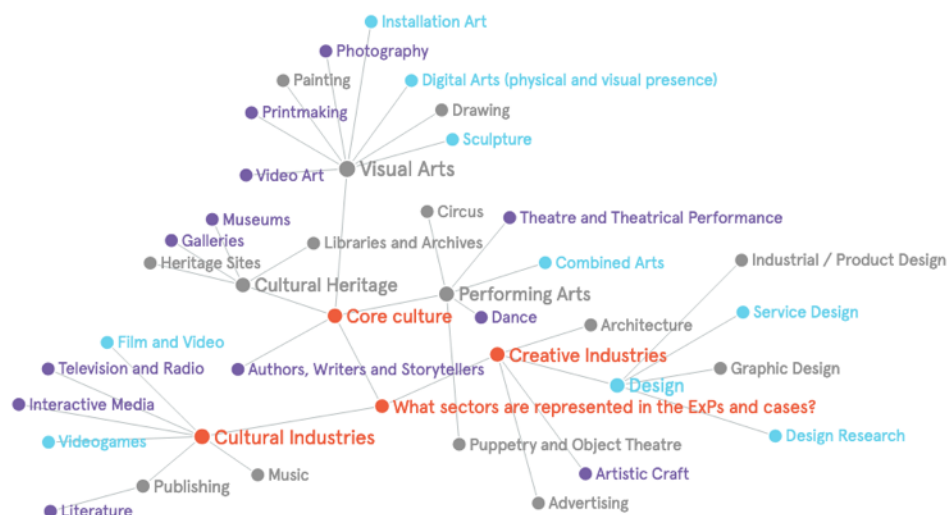 Installation Art
Photography
Painting
Digital Arts (physical and visual presence)
Printmaking
Drawing
Sculpture
Visual Arts
Video Art
Museums
Circus
Theatre and Theatrical Performance
Galleries
Libraries and Archives
Heritage Sites
Combined Arts
Industrial / Product Design
Cultural Heritage
Performing Arts
Core culture
Dance
Service Design
Architecture
Film and Video
Creative Industries
Television and Radio
Authors, Writers and Storytellers
Graphic Design
Design
Interactive Media
What sectors are represented in the ExPs and cases?
Videogames
Cultural Industries
Design Research
Puppetry and Object Theatre
Music
Artistic Craft
Publishing
Advertising
Literature